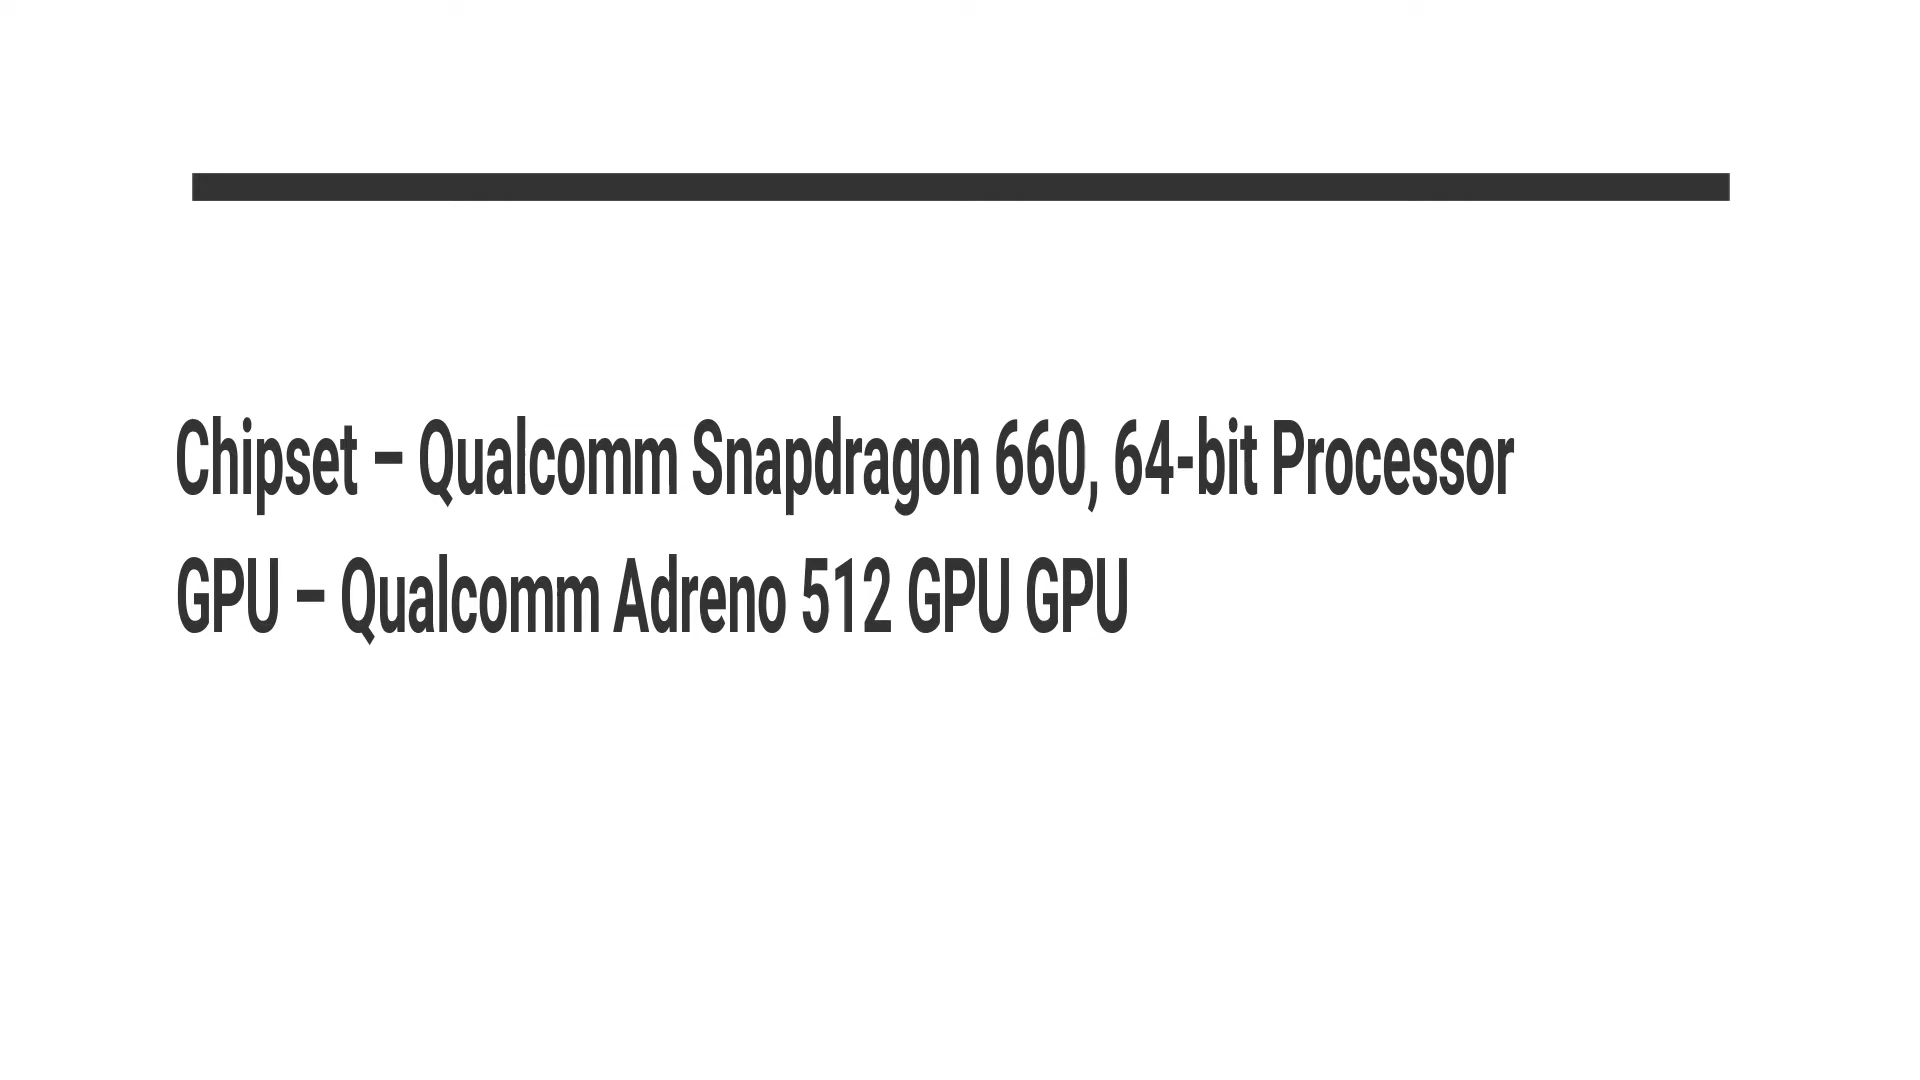 Chipset – Qualcomm Snapdragon 660, 64-bit Processor
GPU – Qualcomm Adreno 512 GPU GPU